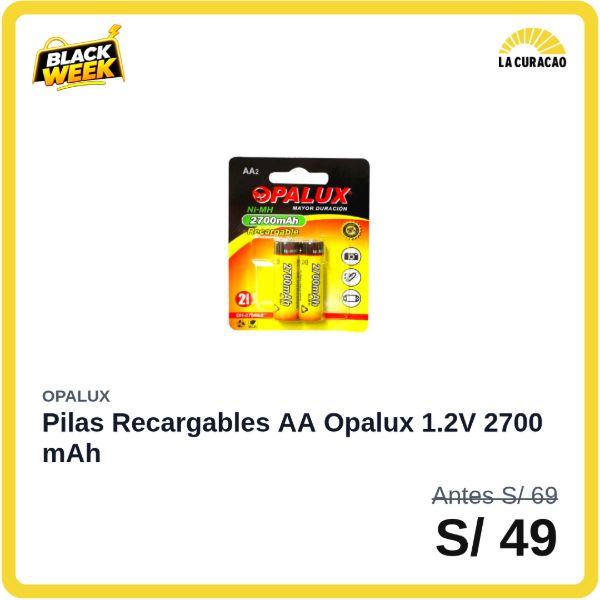 BLACK
WEEK
LA CURACAO
AA2
OPALUX
MAYOR DURACIÓN
Ni-MH
2700mAh
Recargable
2700mAh
2700mAh
OPALUX
Pilas Recargables AA Opalux 1.2V 2700
mAh
Antes S/ 69
S/ 49